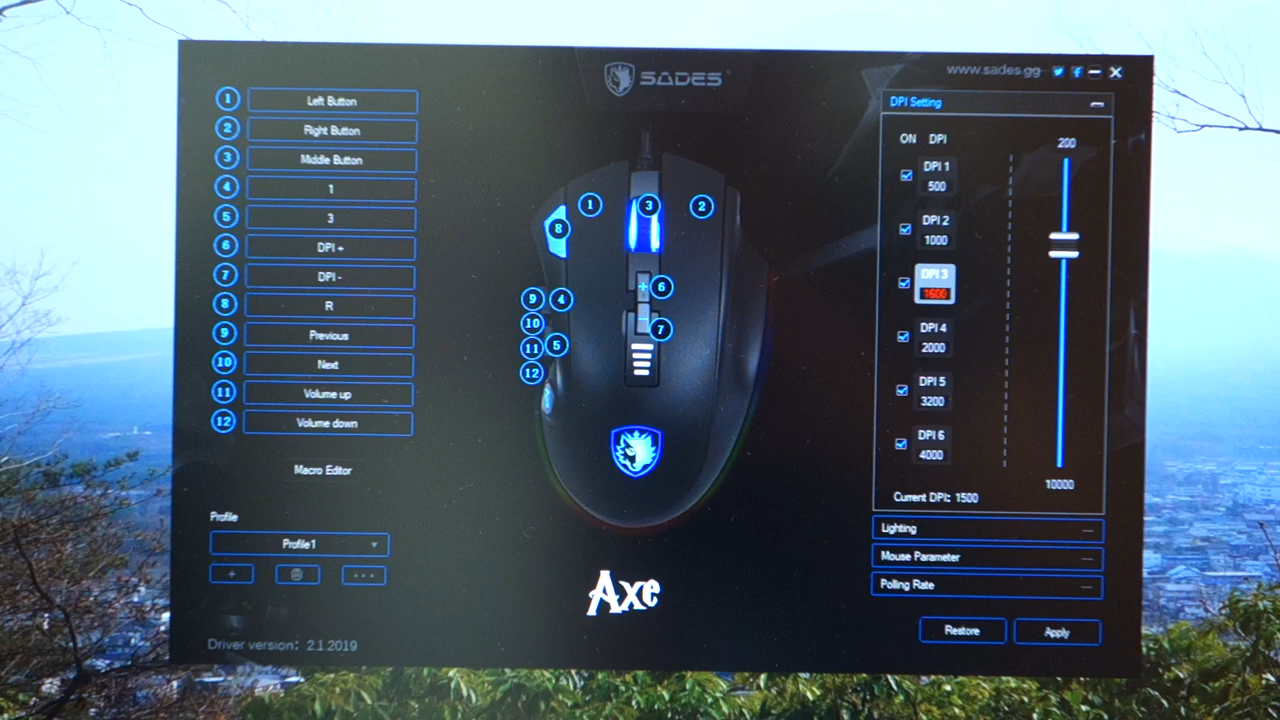 SADES
www.sades.gg
1 Left Button
2 Right Button
3 Middle Button
4 1
5 3
6 DPI +
7 DPI -
8 R
9 Previous
10 Next
11 Volume up
12 Volume down
Macro Editor
Profile
Profile1
+
...
Driver version: 2.1.2019
1
3
2
8
+
6
9
4
10
-
7
11
5
12
Axe
DPI Setting
ON DPI
200
DPI 1
500
DPI 2
1000
DPI 3
1600
DPI 4
2000
DPI 5
3200
DPI 6
4000
10000
Current DPI: 1500
Lighting
Mouse Parameter
Polling Rate
Restore
Apply